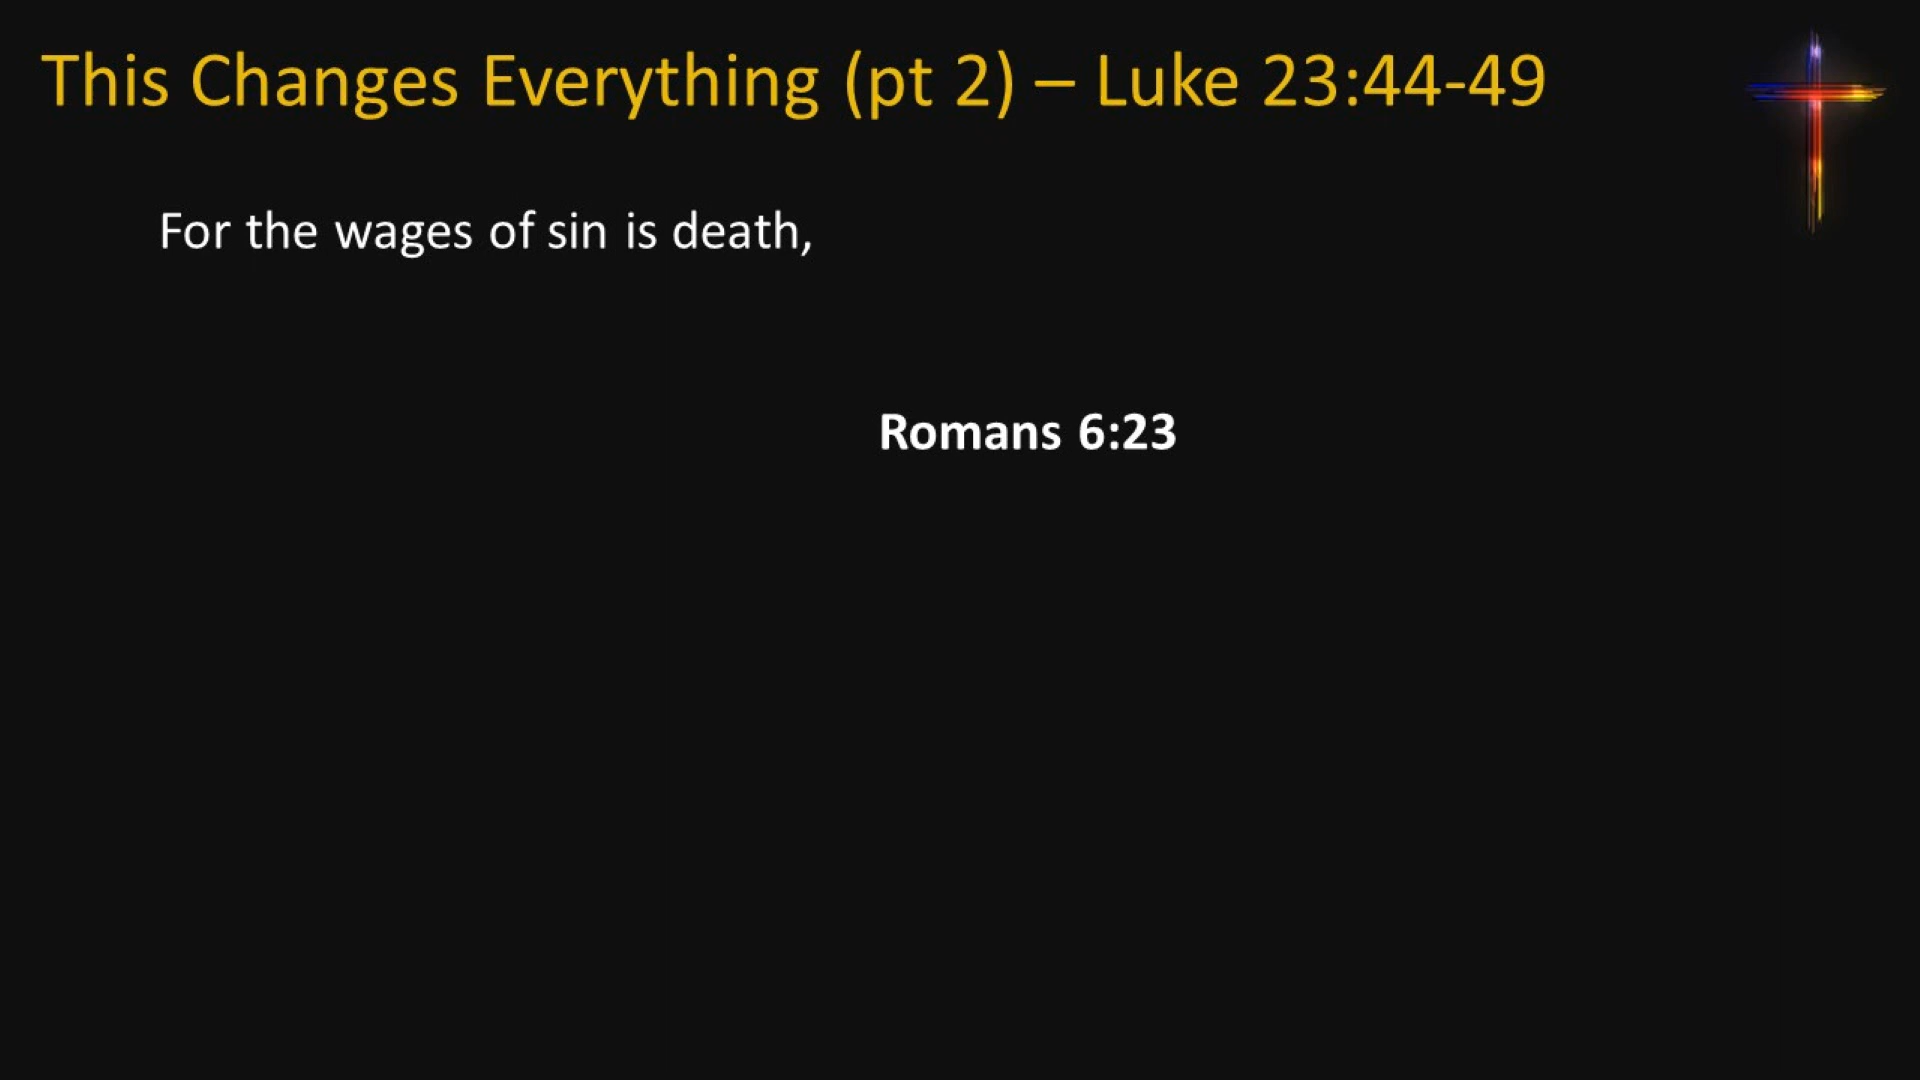 This Changes Everything (pt 2) – Luke 23:44-49
For the wages of sin is death,
Romans 6:23